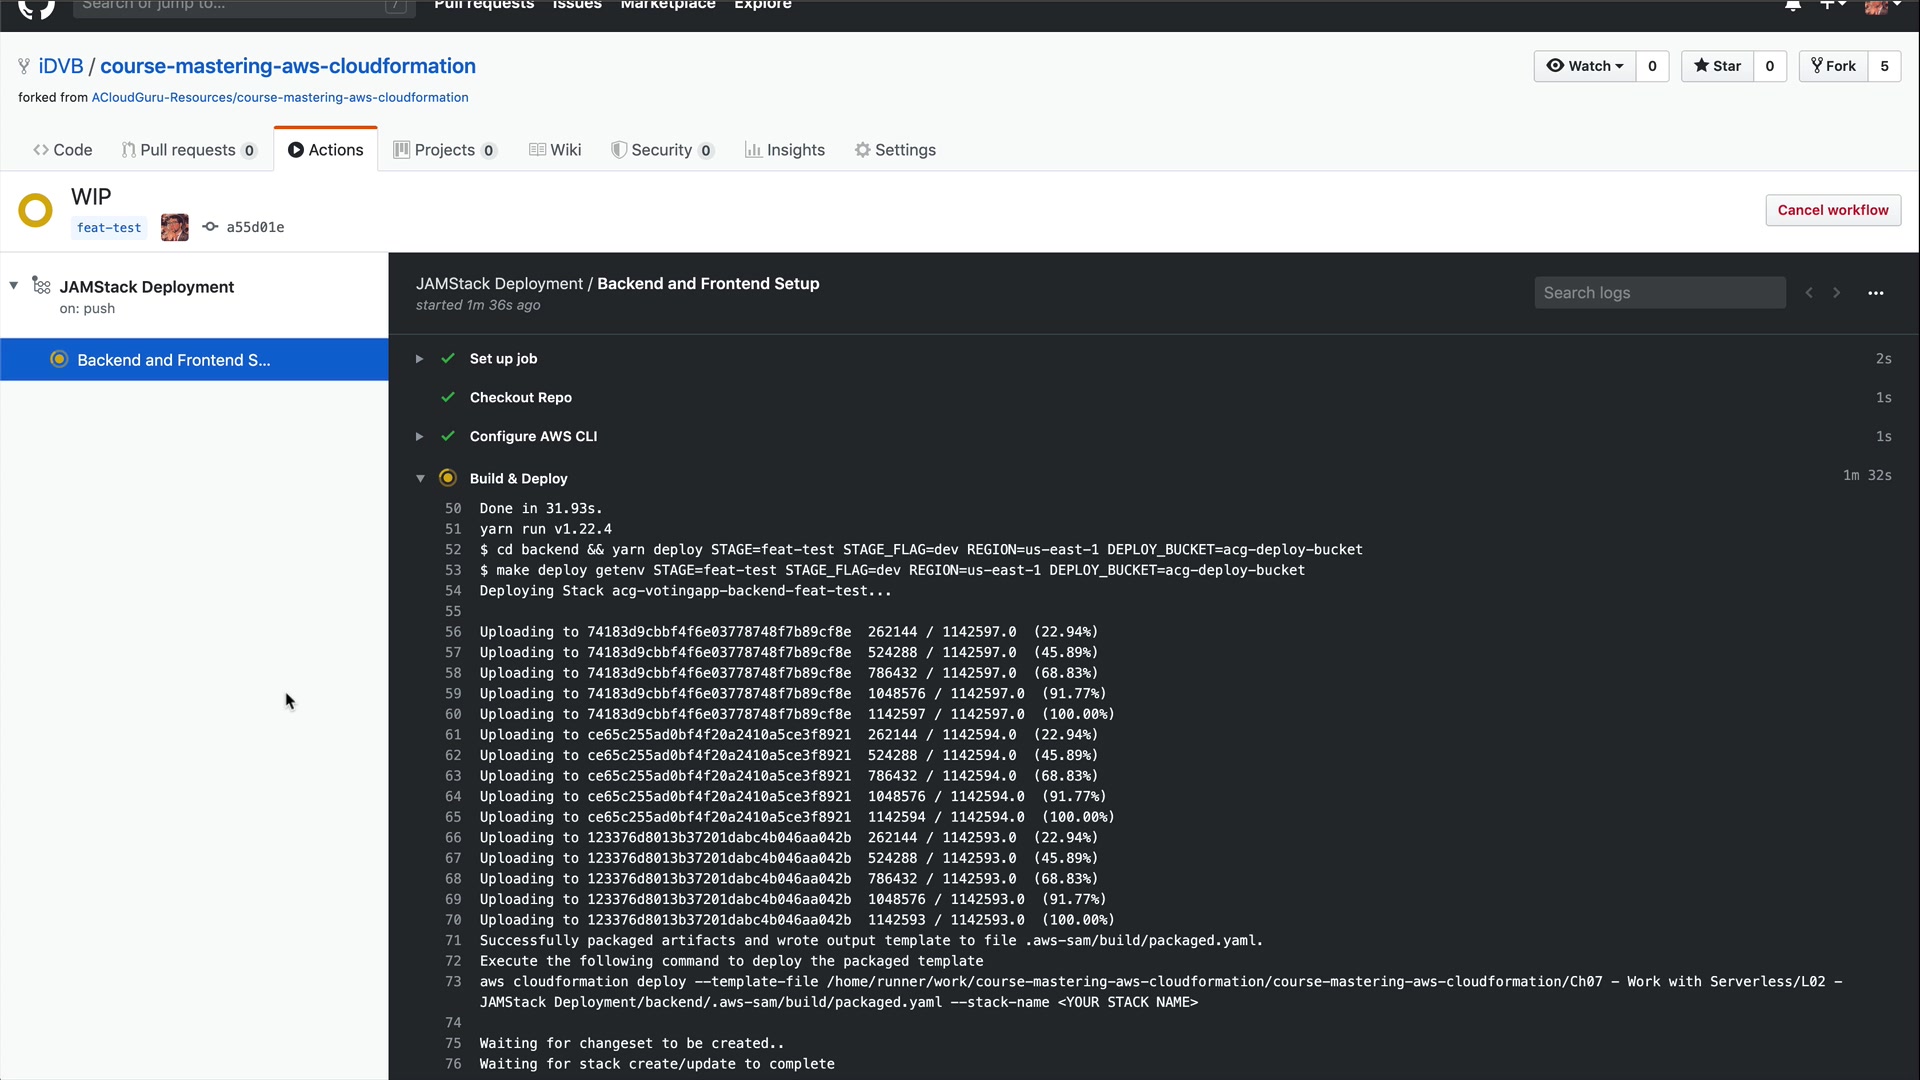 Search or jump to... /
Pull requests Issues Marketplace Explore
iDVB / course-mastering-aws-cloudformation
Watch 0 Star 0 Fork 5
forked from ACloudGuru-Resources/course-mastering-aws-cloudformation
Code Pull requests 0 Actions Projects 0 Wiki Security 0 Insights Settings
WIP
feat-test a55d01e
Cancel workflow
JAMStack Deployment
on: push
Backend and Frontend S...
JAMStack Deployment / Backend and Frontend Setup
started 1m 36s ago
Search logs
Set up job 2s
Checkout Repo 1s
Configure AWS CLI 1s
Build & Deploy 1m 32s
50 Done in 31.93s.
51 yarn run v1.22.4
52 $ cd backend && yarn deploy STAGE=feat-test STAGE_FLAG=dev REGION=us-east-1 DEPLOY_BUCKET=acg-deploy-bucket
53 $ make deploy getenv STAGE=feat-test STAGE_FLAG=dev REGION=us-east-1 DEPLOY_BUCKET=acg-deploy-bucket
54 Deploying Stack acg-votingapp-backend-feat-test...
55
56 Uploading to 74183d9cbbf4f6e03778748f7b89cf8e 262144 / 1142597.0 (22.94%)
57 Uploading to 74183d9cbbf4f6e03778748f7b89cf8e 524288 / 1142597.0 (45.89%)
58 Uploading to 74183d9cbbf4f6e03778748f7b89cf8e 786432 / 1142597.0 (68.83%)
59 Uploading to 74183d9cbbf4f6e03778748f7b89cf8e 1048576 / 1142597.0 (91.77%)
60 Uploading to 74183d9cbbf4f6e03778748f7b89cf8e 1142597 / 1142597.0 (100.00%)
61 Uploading to ce65c255ad0bf4f20a2410a5ce3f8921 262144 / 1142594.0 (22.94%)
62 Uploading to ce65c255ad0bf4f20a2410a5ce3f8921 524288 / 1142594.0 (45.89%)
63 Uploading to ce65c255ad0bf4f20a2410a5ce3f8921 786432 / 1142594.0 (68.83%)
64 Uploading to ce65c255ad0bf4f20a2410a5ce3f8921 1048576 / 1142594.0 (91.77%)
65 Uploading to ce65c255ad0bf4f20a2410a5ce3f8921 1142594 / 1142594.0 (100.00%)
66 Uploading to 123376d8013b37201dabc4b046aa042b 262144 / 1142593.0 (22.94%)
67 Uploading to 123376d8013b37201dabc4b046aa042b 524288 / 1142593.0 (45.89%)
68 Uploading to 123376d8013b37201dabc4b046aa042b 786432 / 1142593.0 (68.83%)
69 Uploading to 123376d8013b37201dabc4b046aa042b 1048576 / 1142593.0 (91.77%)
70 Uploading to 123376d8013b37201dabc4b046aa042b 1142593 / 1142593.0 (100.00%)
71 Successfully packaged artifacts and wrote output template to file .aws-sam/build/packaged.yaml.
72 Execute the following command to deploy the packaged template
73 aws cloudformation deploy --template-file /home/runner/work/course-mastering-aws-cloudformation/course-mastering-aws-cloudformation/Ch07 - Work with Serverless/L02 -
JAMStack Deployment/backend/.aws-sam/build/packaged.yaml --stack-name <YOUR STACK NAME>
74
75 Waiting for changeset to be created..
76 Waiting for stack create/update to complete